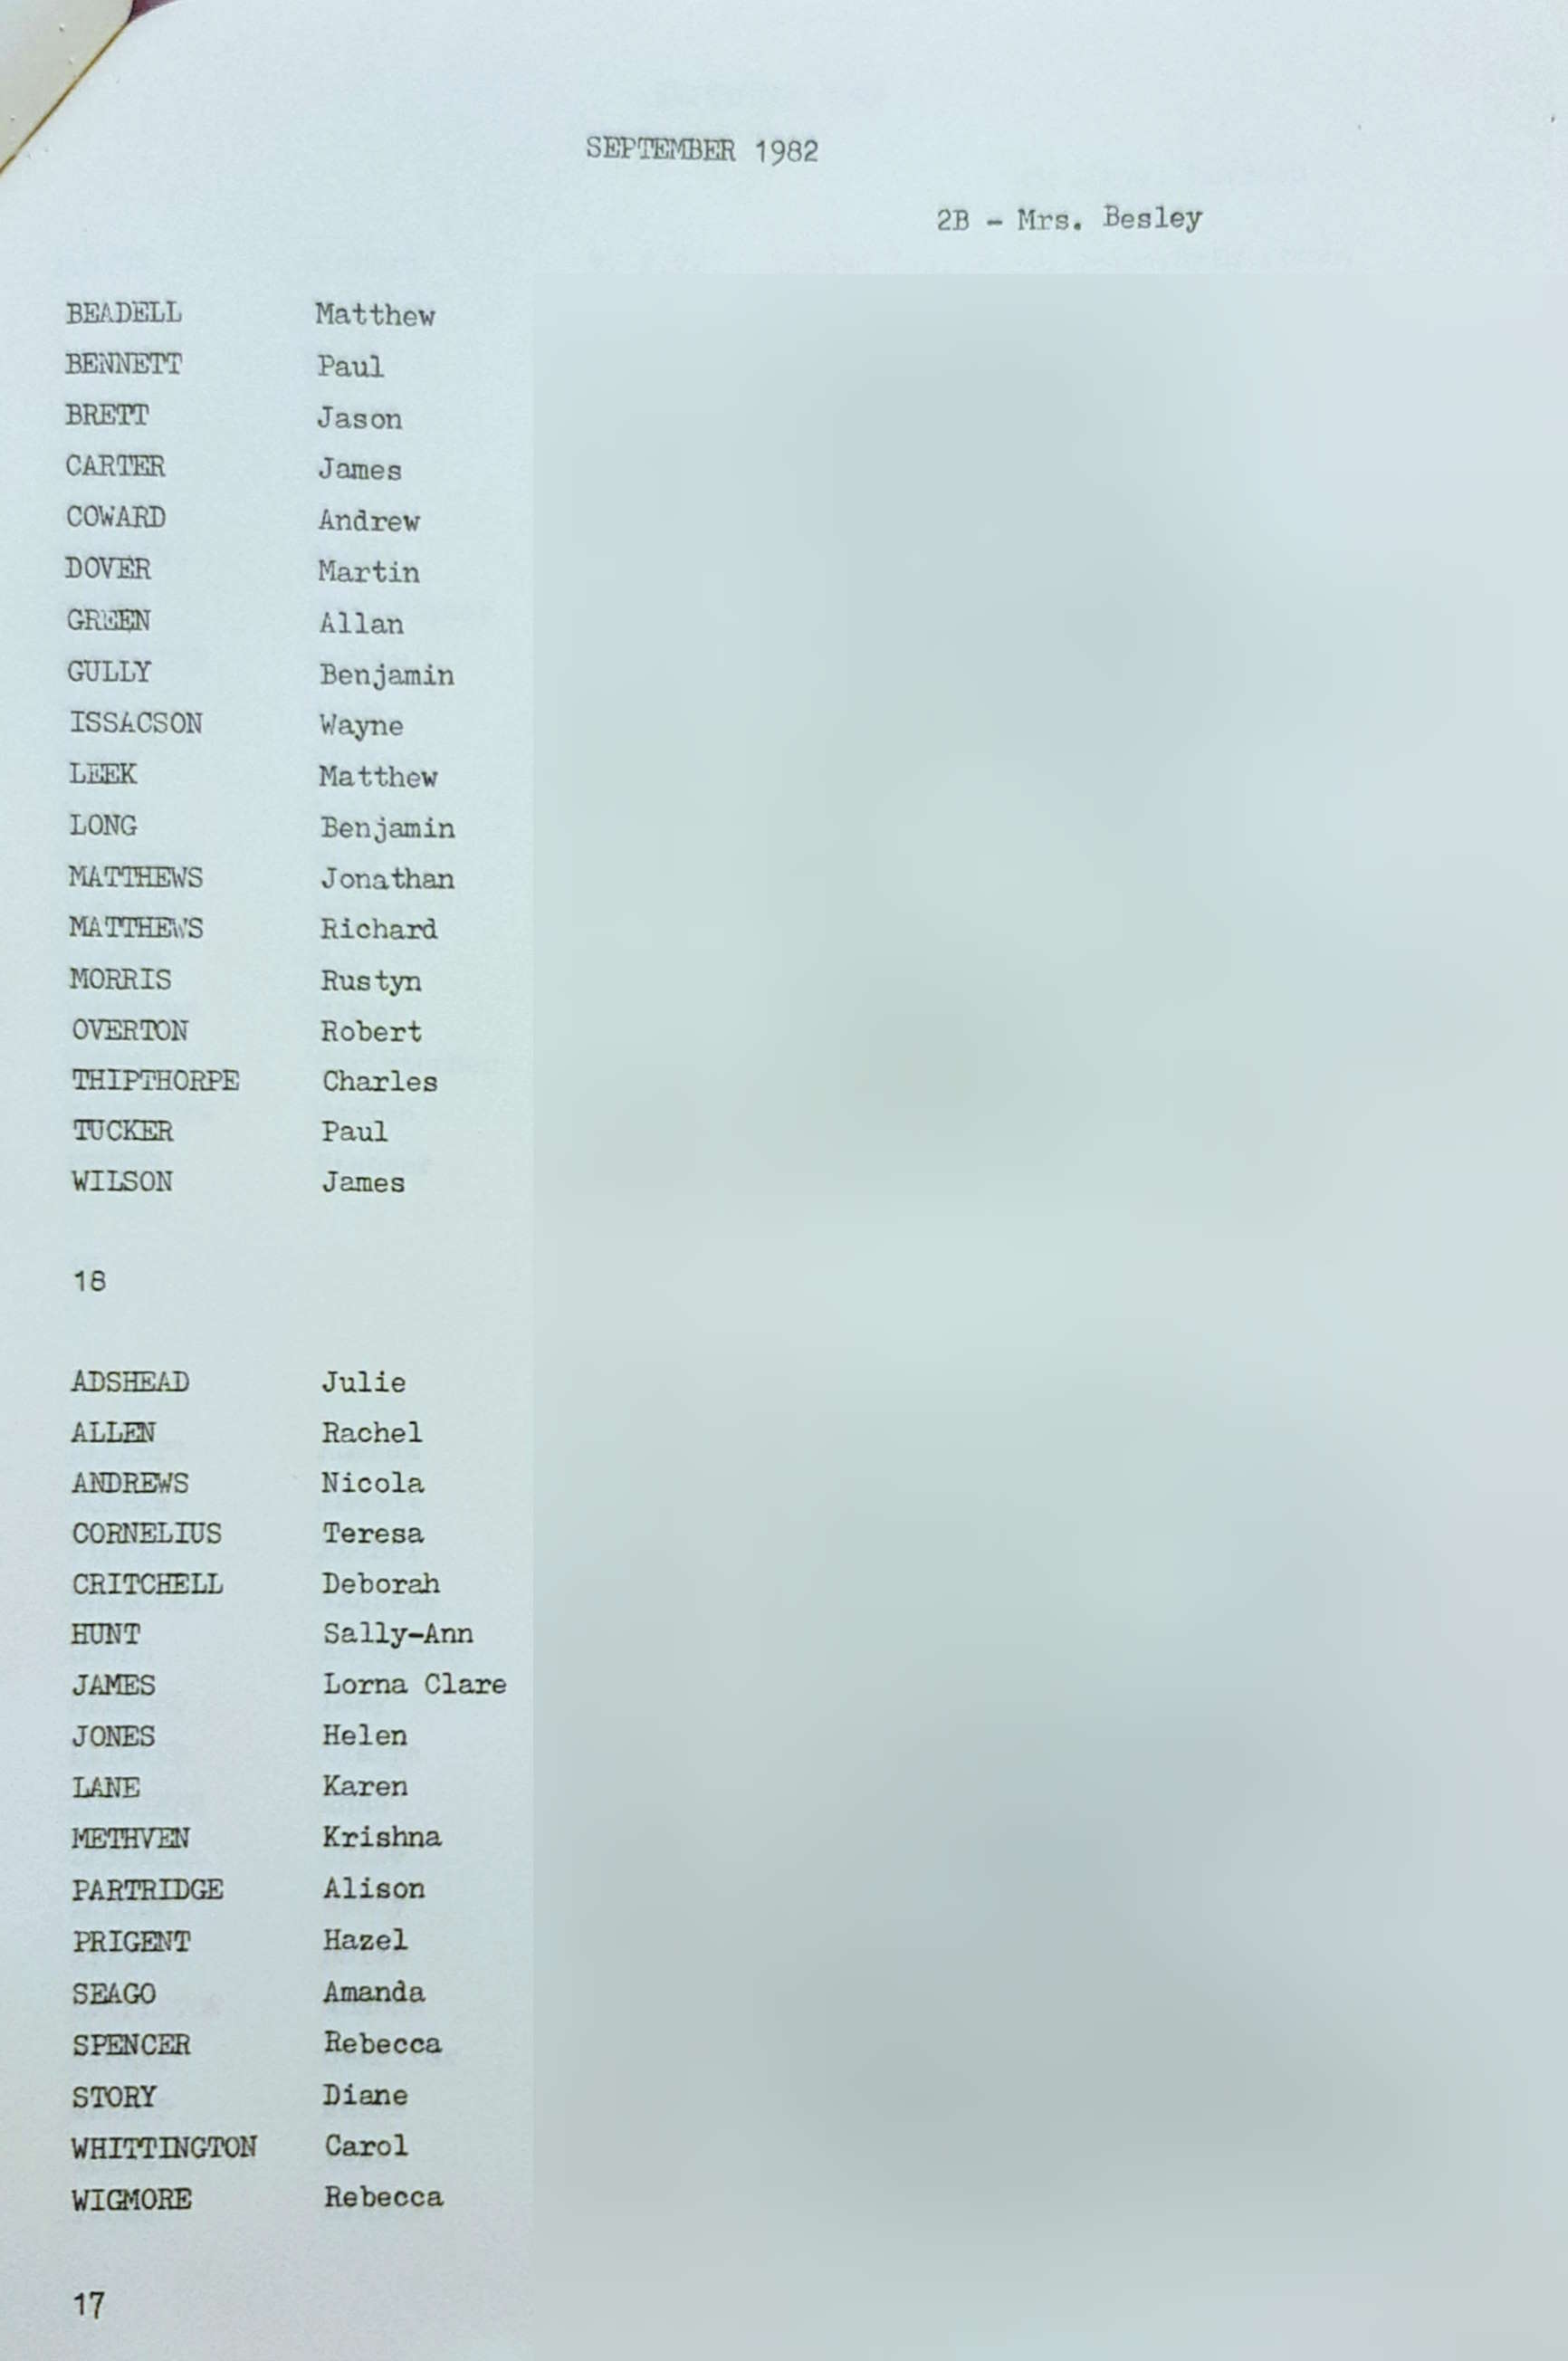 SEPTEMBER 1982
2B - Mrs. Besley
BEADELL Matthew
BENNETT Paul
BRETT Jason
CARTER James
COWARD Andrew
DOVER Martin
GREEN Allan
GULLY Benjamin
ISSACSON Wayne
LEEK Matthew
LONG Benjamin
MATTHEWS Jonathan
MATTHEWS Richard
MORRIS Rustyn
OVERTON Robert
THIPTHORPE Charles
TUCKER Paul
WILSON James
18
ADSHEAD Julie
ALLEN Rachel
ANDREWS Nicola
CORNELIUS Teresa
CRITCHELL Deborah
HUNT Sally-Ann
JAMES Lorna Clare
JONES Helen
LANE Karen
METHVEN Krishna
PARTRIDGE Alison
PRIGENT Hazel
SEAGO Amanda
SPENCER Rebecca
STORY Diane
WHITTINGTON Carol
WIGMORE Rebecca
17